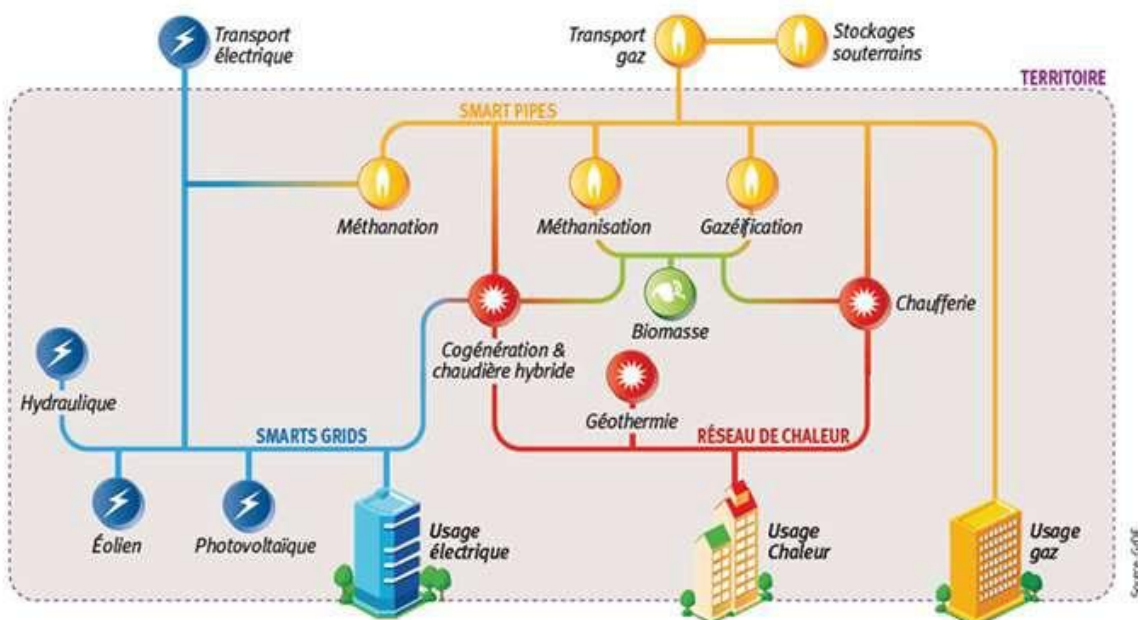 Transport
électrique
Transport
gaz
Stockages
souterrains
TERRITOIRE
SMART PIPES
Méthanation
Méthanisation
Gazéification
Biomasse
Cogénération &
chaudière hybride
Chaufferie
Hydraulique
Géothermie
SMARTS GRIDS
RÉSEAU DE CHALEUR
Éolien
Photovoltaïque
Usage
électrique
Usage
Chaleur
Usage
gaz